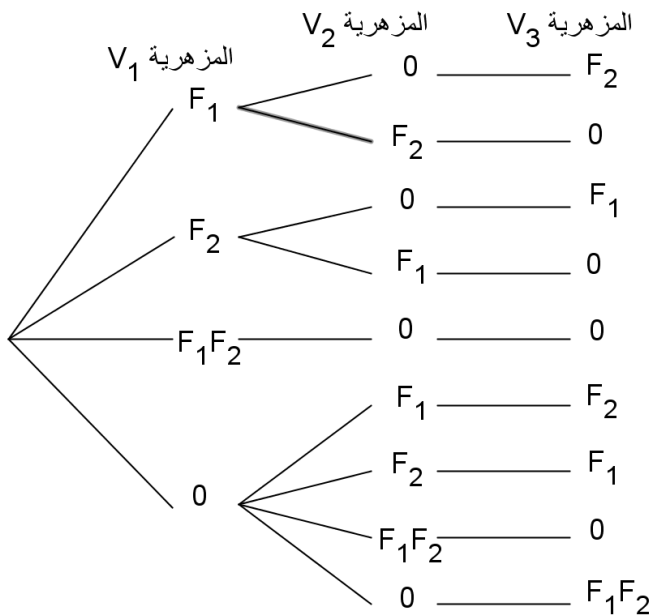 المزهرية V₁ المزهرية V₂ المزهرية V₃
0 F₂
F₁
F₂ 0
0 F₁
F₂
F₁ 0
F₁F₂ 0 0
F₁ F₂
0
F₂ F₁
F₁F₂ 0
0 F₁F₂